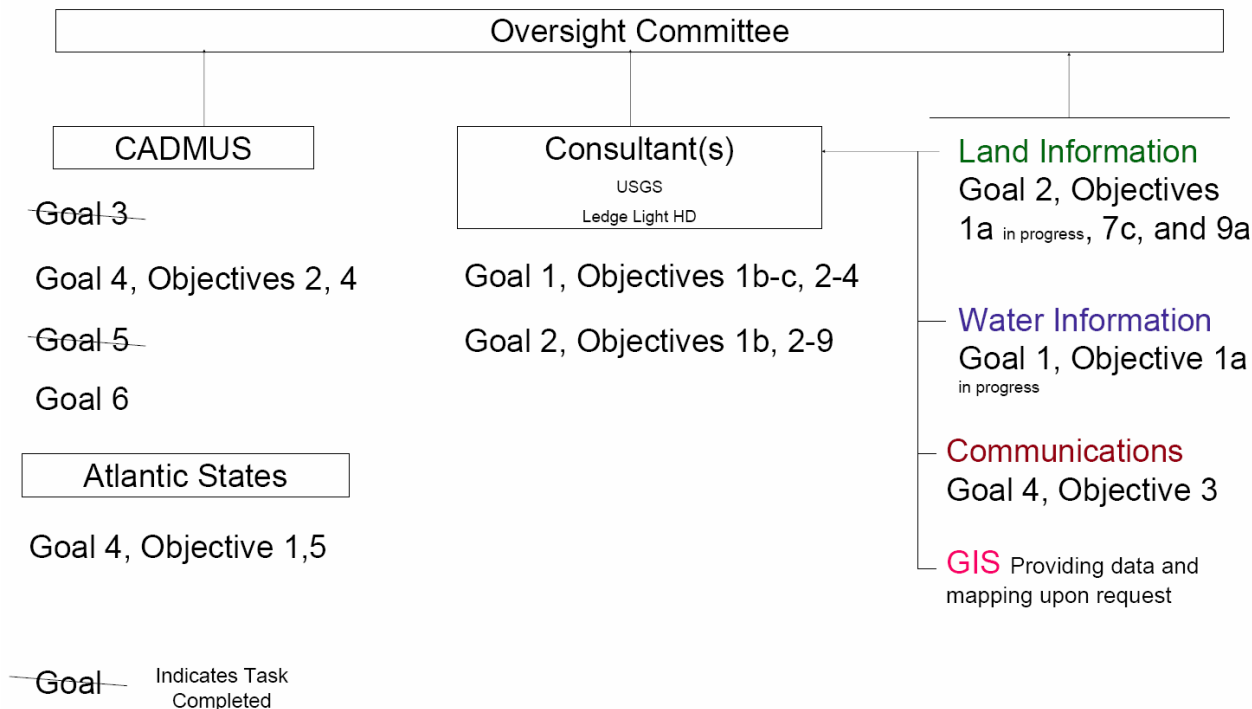 Oversight Committee
CADMUS
Goal 3
Goal 4, Objectives 2, 4
Goal 5
Goal 6
Atlantic States
Goal 4, Objective 1,5
Goal
Indicates Task
Completed
Consultant(s)
USGS
Ledge Light HD
Goal 1, Objectives 1b-c, 2-4
Goal 2, Objectives 1b, 2-9
Land Information
Goal 2, Objectives
1a in progress, 7c, and 9a
Water Information
Goal 1, Objective 1a
in progress
Communications
Goal 4, Objective 3
GIS Providing data and
mapping upon request